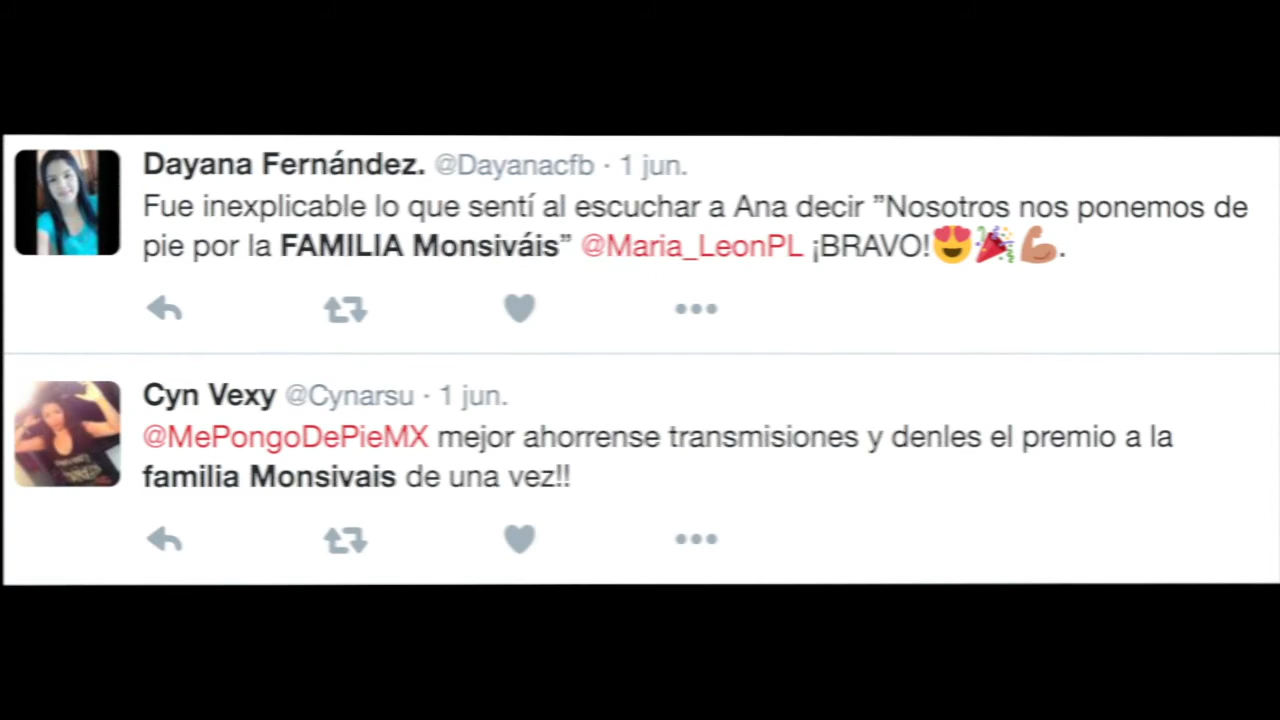 Dayana Fernández. @Dayanacfb · 1 jun.
Fue inexplicable lo que sentí al escuchar a Ana decir ”Nosotros nos ponemos de
pie por la FAMILIA Monsiváis” @Maria_LeonPL ¡BRAVO!😍🎉💪🏽.
Cyn Vexy @Cynarsu · 1 jun.
@MePongoDePieMX mejor ahorrense transmisiones y denles el premio a la
familia Monsivais de una vez!!